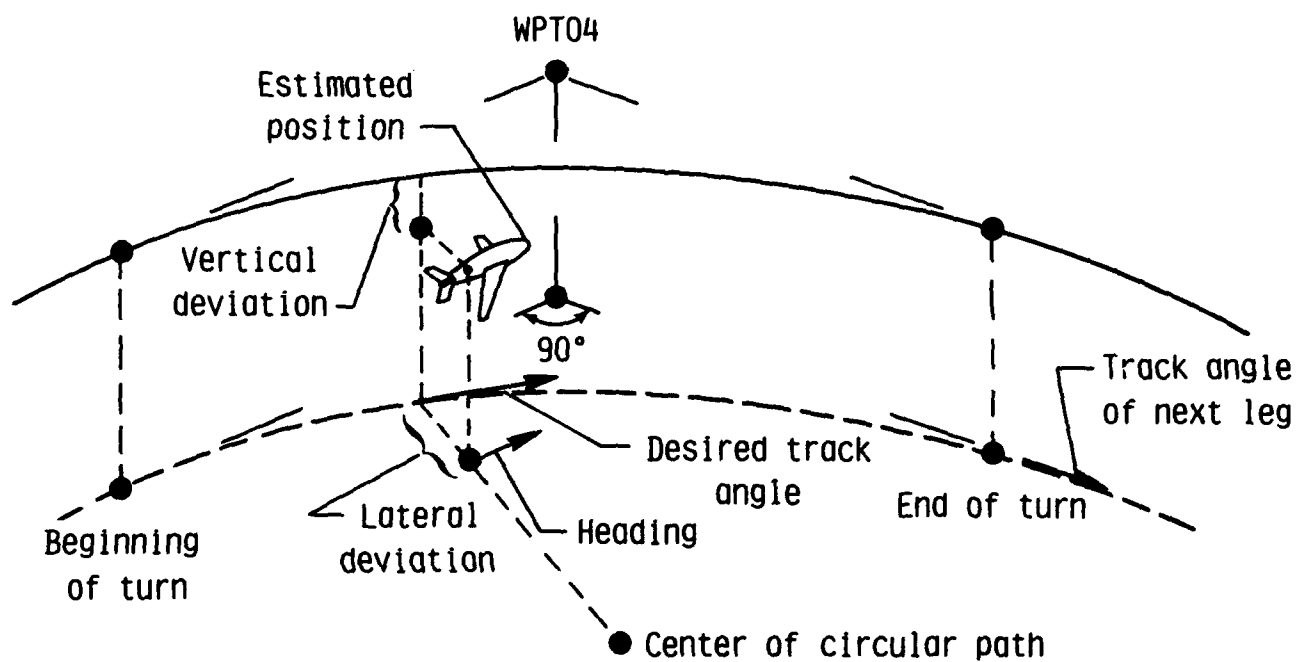 WPT04
Estimated
position
Vertical
deviation
90°
Track angle
of next leg
Desired track
angle
End of turn
Lateral
deviation
Heading
Beginning
of turn
Center of circular path